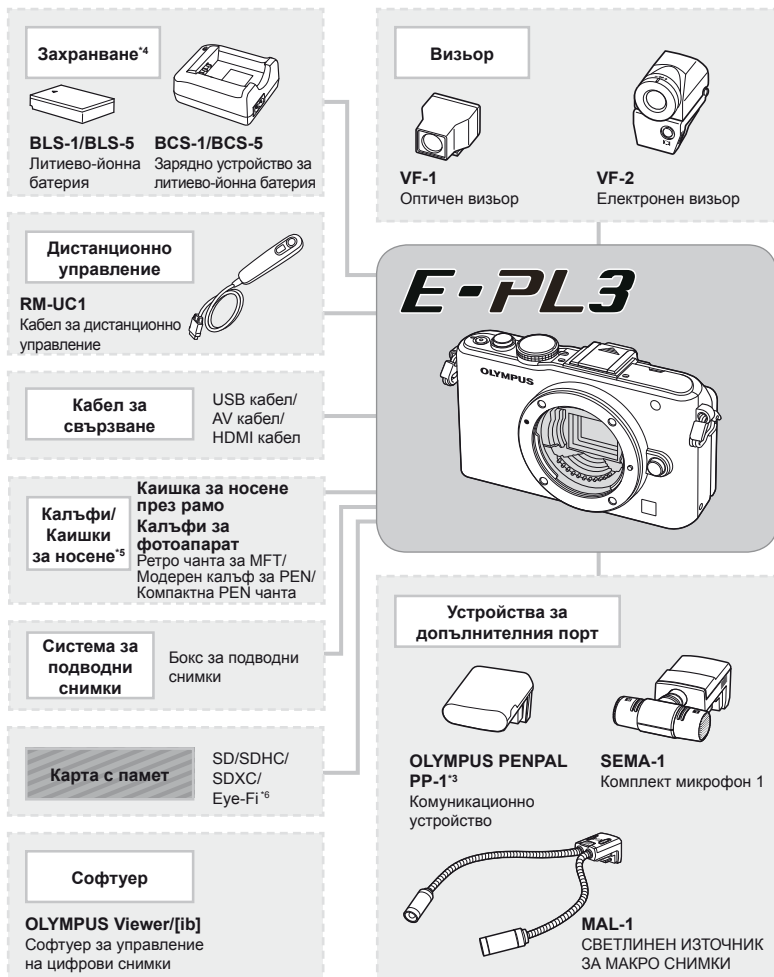 Захранване*4
BLS-1/BLS-5
Литиево-йонна
батерия
BCS-1/BCS-5
Зарядно устройство за
литиево-йонна батерия
Дистанционно
управление
RM-UC1
Кабел за дистанционно
управление
Кабел за
свързване
USB кабел/
AV кабел/
HDMI кабел
Калъфи/
Каишки
за носене*5
Каишка за носене
през рамо
Калъфи за
фотоапарат
Ретро чанта за MFT/
Модерен калъф за PEN/
Компактна PEN чанта
Система за
подводни
снимки
Бокс за подводни
снимки
Карта с памет
SD/SDHC/
SDXC/
Eye-Fi*6
Софтуер
OLYMPUS Viewer/[ib]
Софтуер за управление
на цифрови снимки
Визьор
VF-1
Оптичен визьор
VF-2
Електронен визьор
E-PL3
OLYMPUS
Устройства за
допълнителния порт
OLYMPUS PENPAL
PP-1*3
Комуникационно
устройство
SEMA-1
Комплект микрофон 1
MAL-1
СВЕТЛИНЕН ИЗТОЧНИК
ЗА МАКРО СНИМКИ